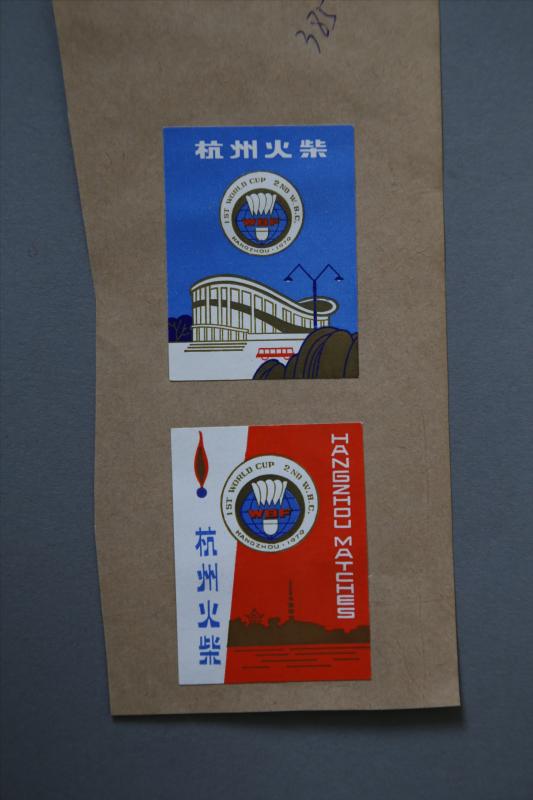 385
杭州火柴
1ST WORLD CUP 2ND W.B.C.
WBF
HANGZHOU·1979
HANGZHOU MATCHES
1ST WORLD CUP 2ND W.B.C.
WBF
HANGZHOU·1979
杭州火柴